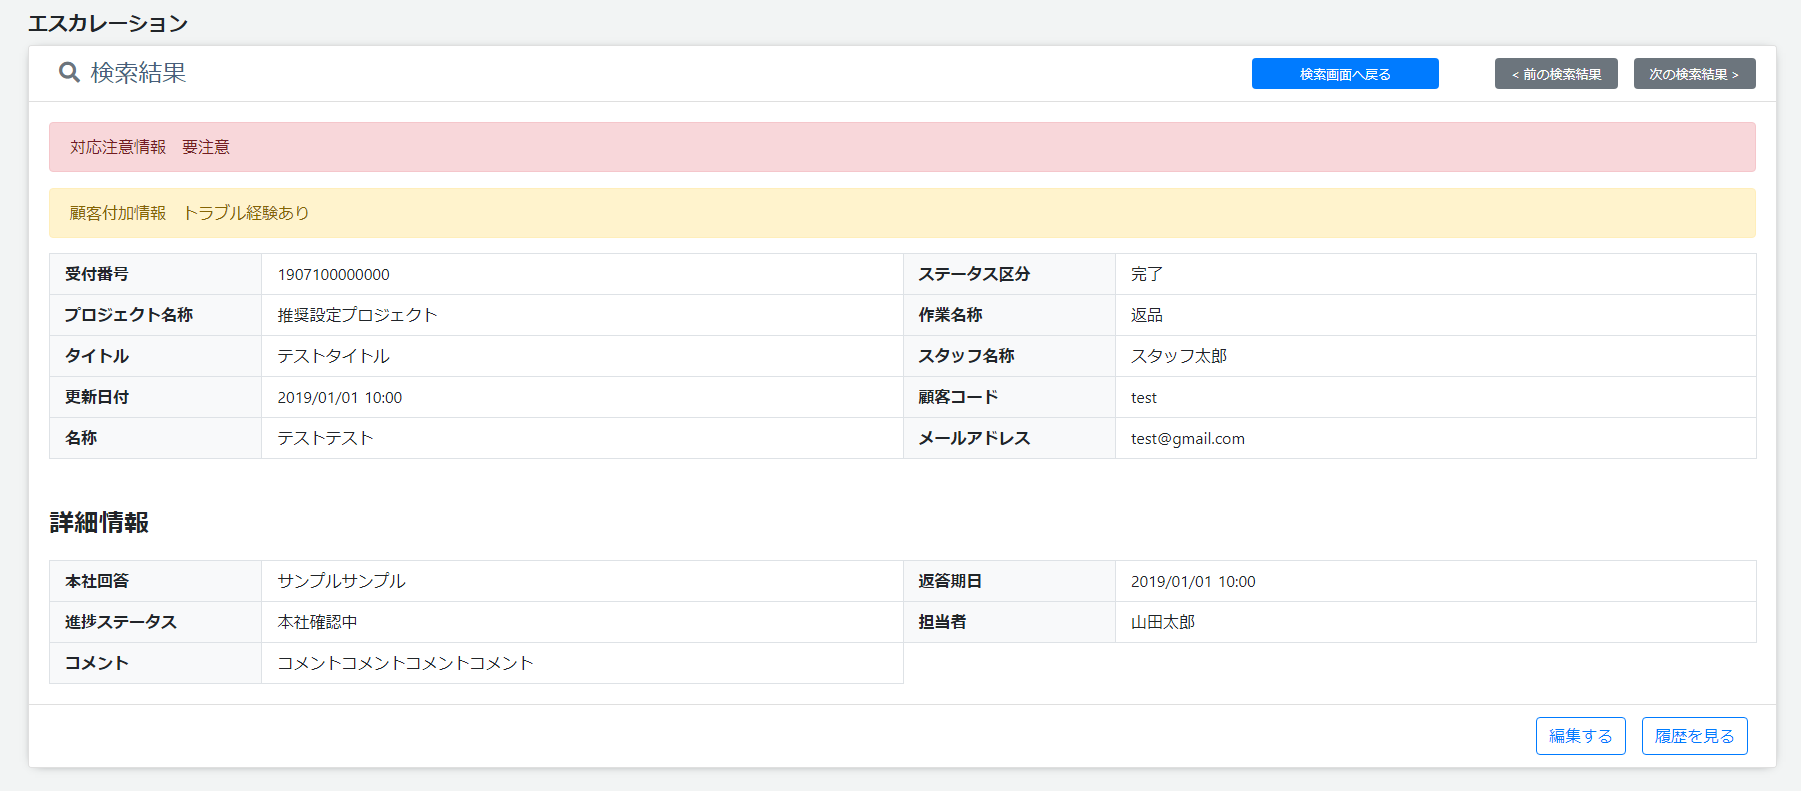 エスカレーション
検索結果 検索画面へ戻る < 前の検索結果 次の検索結果 >
対応注意情報　要注意
顧客付加情報　トラブル経験あり
受付番号 1907100000000 ステータス区分 完了
プロジェクト名称 推奨設定プロジェクト 作業名称 返品
タイトル テストタイトル スタッフ名称 スタッフ太郎
更新日付 2019/01/01 10:00 顧客コード test
名称 テストテスト メールアドレス test@gmail.com
詳細情報
本社回答 サンプルサンプル 返答期日 2019/01/01 10:00
進捗ステータス 本社確認中 担当者 山田太郎
コメント コメントコメントコメントコメント
編集する 履歴を見る